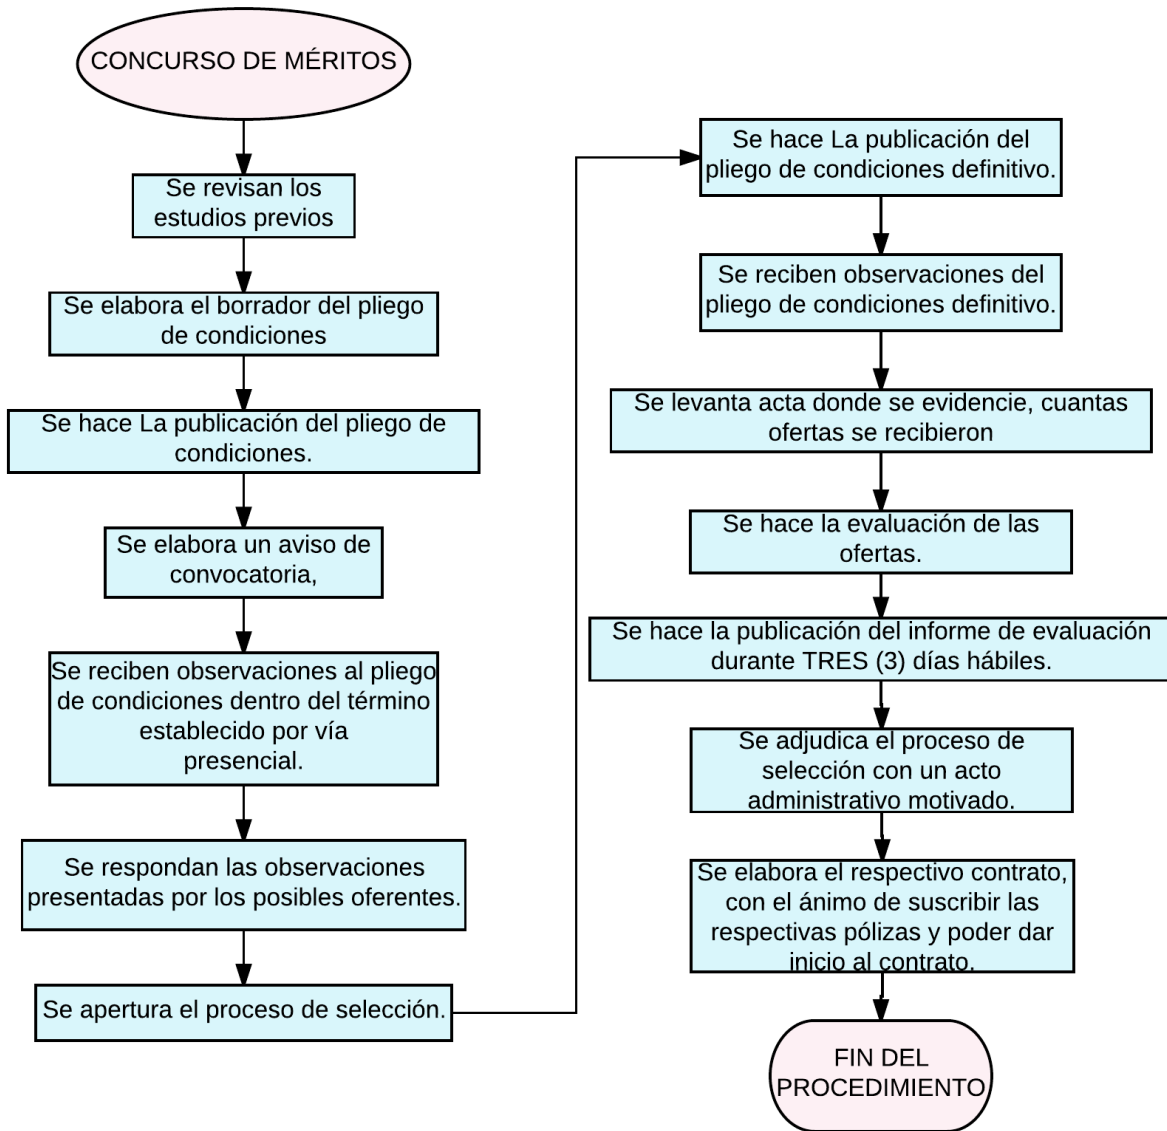 CONCURSO DE MÉRITOS
Se revisan los
estudios previos
Se elabora el borrador del pliego
de condiciones
Se hace La publicación del pliego de
condiciones.
Se elabora un aviso de
convocatoria,
Se reciben observaciones al pliego
de condiciones dentro del término
establecido por vía
presencial.
Se respondan las observaciones
presentadas por los posibles oferentes.
Se apertura el proceso de selección.
Se hace La publicación del
pliego de condiciones definitivo.
Se reciben observaciones del
pliego de condiciones definitivo.
Se levanta acta donde se evidencie, cuantas
ofertas se recibieron
Se hace la evaluación de las
ofertas.
Se hace la publicación del informe de evaluación
durante TRES (3) días hábiles.
Se adjudica el proceso de
selección con un acto
administrativo motivado.
Se elabora el respectivo contrato,
con el ánimo de suscribir las
respectivas pólizas y poder dar
inicio al contrato.
FIN DEL
PROCEDIMIENTO